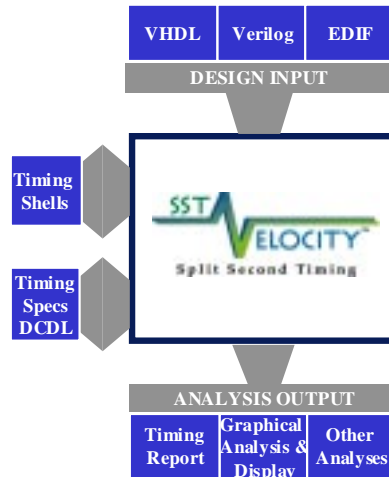 VHDL Verilog EDIF
DESIGN INPUT
Timing
Shells
SST
VELOCITY™
Split Second Timing
Timing
Specs
DCDL
ANALYSIS OUTPUT
Timing
Report
Graphical
Analysis &
Display
Other
Analyses